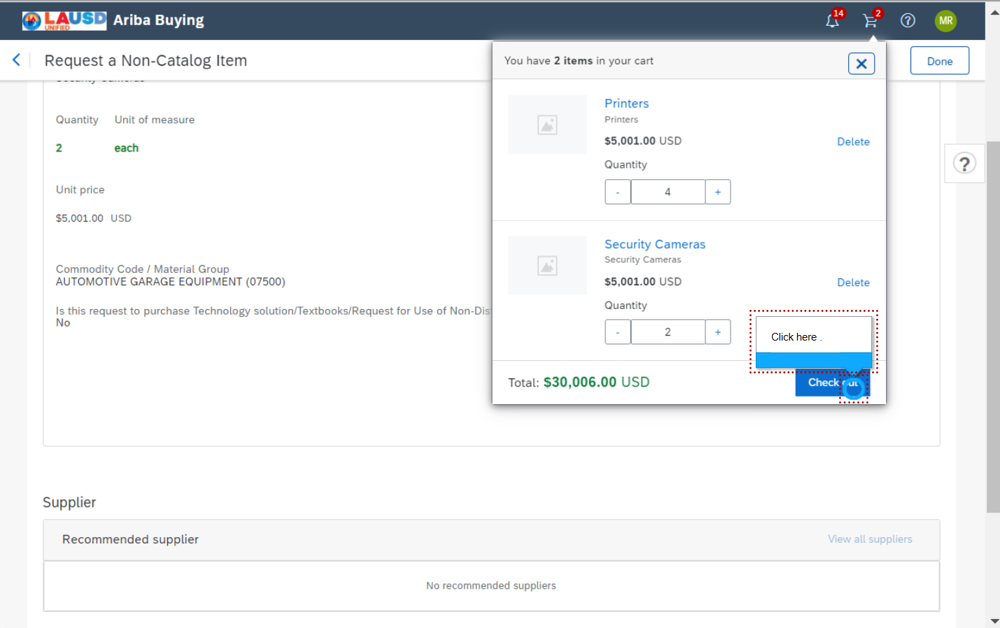 LAUSD
UNIFIED
Ariba Buying
14
2
MR
Request a Non-Catalog Item
Done
Security Cameras
Quantity Unit of measure
2 each
Unit price
$5,001.00 USD
Commodity Code / Material Group
AUTOMOTIVE GARAGE EQUIPMENT (07500)
Is this request to purchase Technology solution/Textbooks/Request for Use of Non-Dis
No
You have 2 items in your cart
Printers
Printers
$5,001.00 USD
Delete
Quantity
- 4 +
Security Cameras
Security Cameras
$5,001.00 USD
Delete
Quantity
- 2 +
Click here .
Total: $30,006.00 USD
Check out
?
Supplier
Recommended supplier
View all suppliers
No recommended suppliers